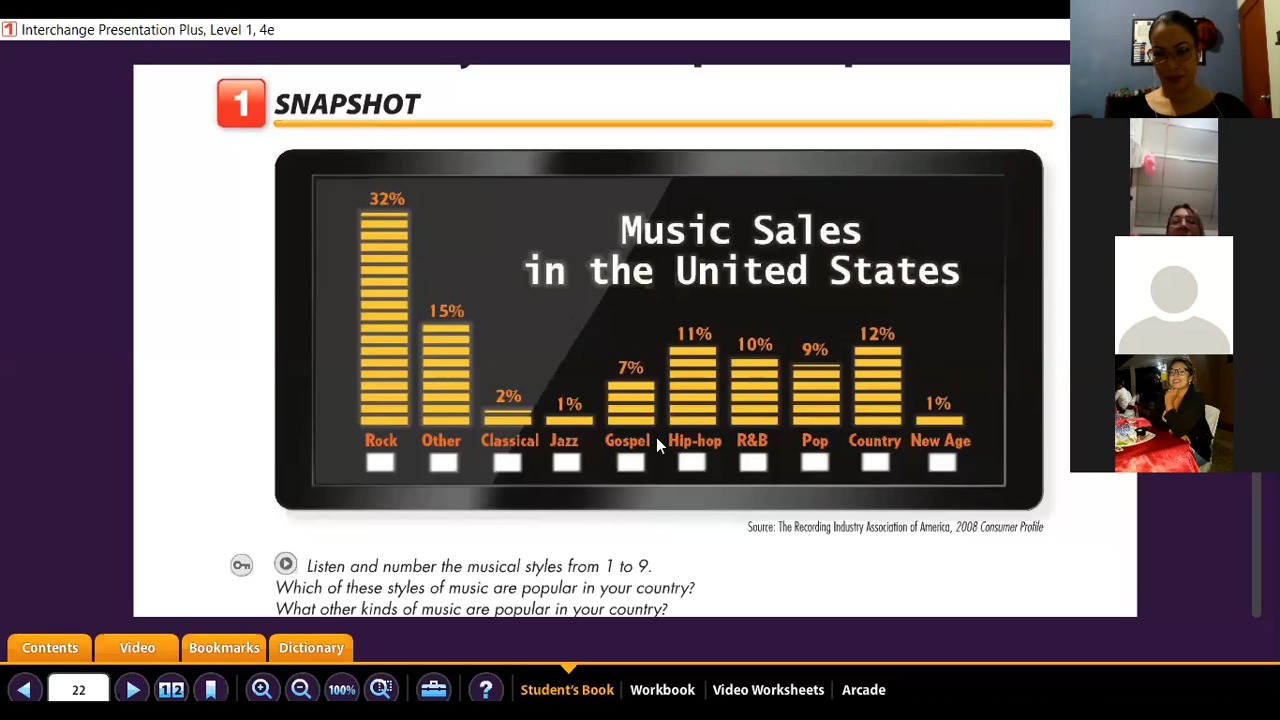 Interchange Presentation Plus, Level 1, 4e
1 SNAPSHOT
Music Sales
in the United States
32%
15%
2%
1%
7%
11%
10%
9%
12%
1%
Rock Other Classical Jazz Gospel Hip-hop R&B Pop Country New Age
Source: The Recording Industry Association of America, 2008 Consumer Profile
Listen and number the musical styles from 1 to 9.
Which of these styles of music are popular in your country?
What other kinds of music are popular in your country?
Contents Video Bookmarks Dictionary
22 12 100% ? Student's Book Workbook Video Worksheets Arcade